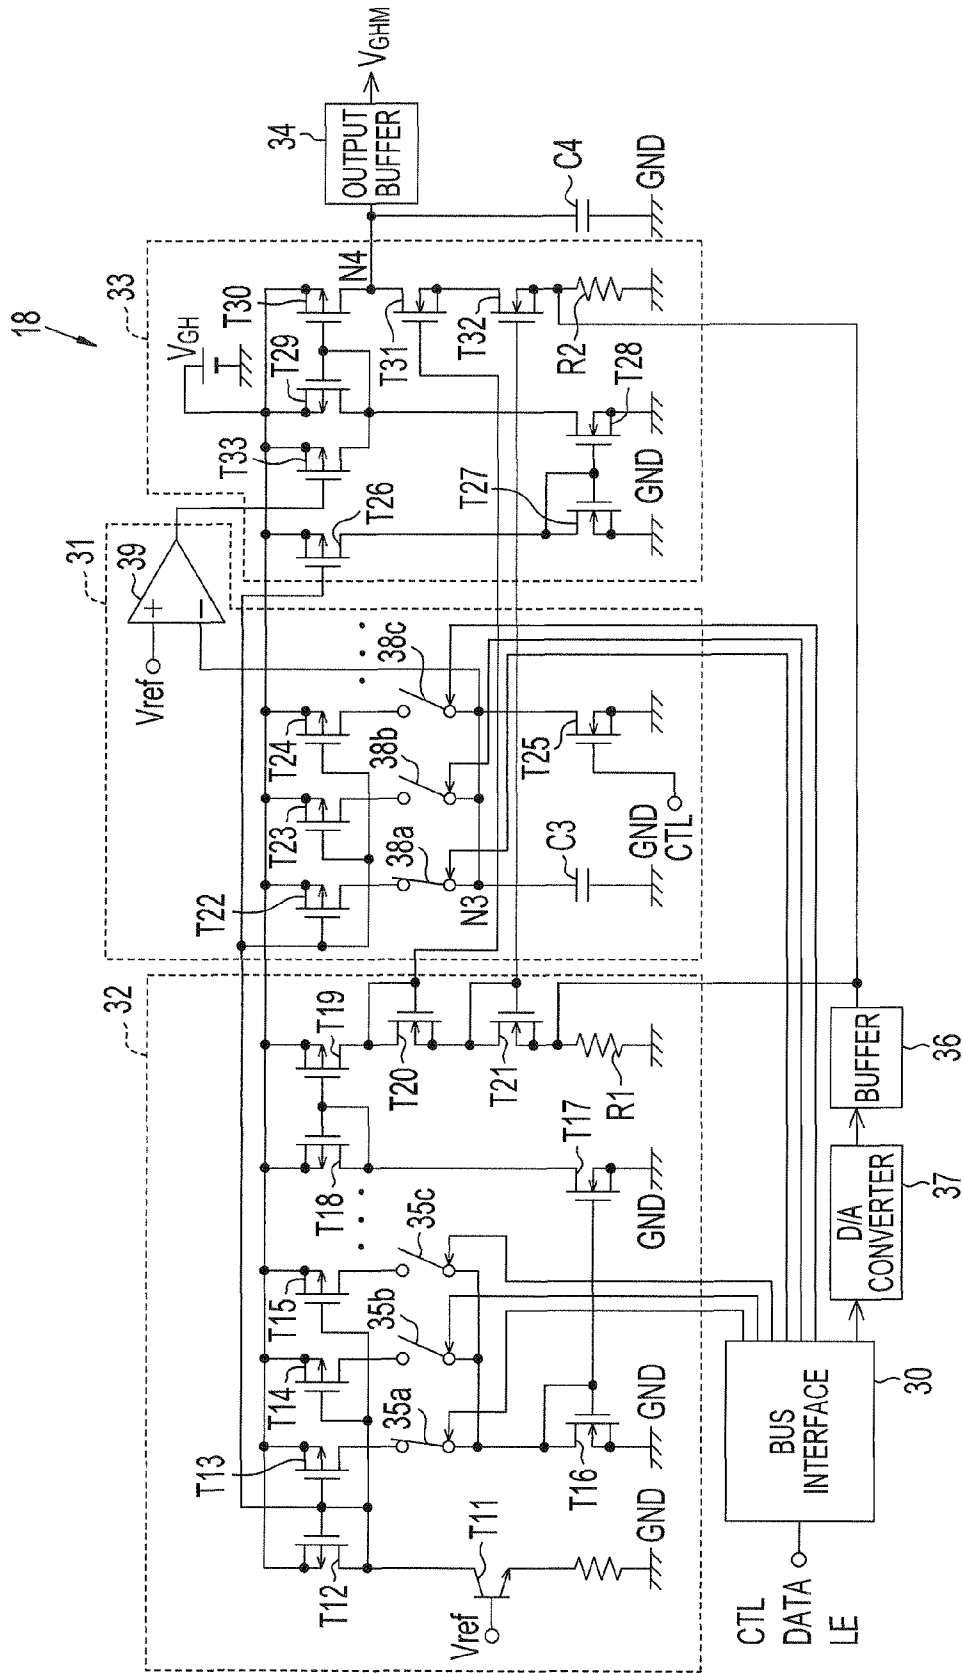 18
32
31
33
34
OUTPUT
BUFFER
VGHM
VGH
Vref
39
+
−
T12
T13
T14
T15
T18
T19
T22
T23
T24
T26
T33
T29
T30
N4
T11
Vref
35a
35b
35c
T20
T21
38a
38b
38c
N3
T31
T32
C4
GND
T16
T17
R1
C3
T25
CTL
GND
T27
T28
R2
GND
GND
GND
GND
CTL
DATA
LE
BUS
INTERFACE
30
D/A
CONVERTER
37
BUFFER
36